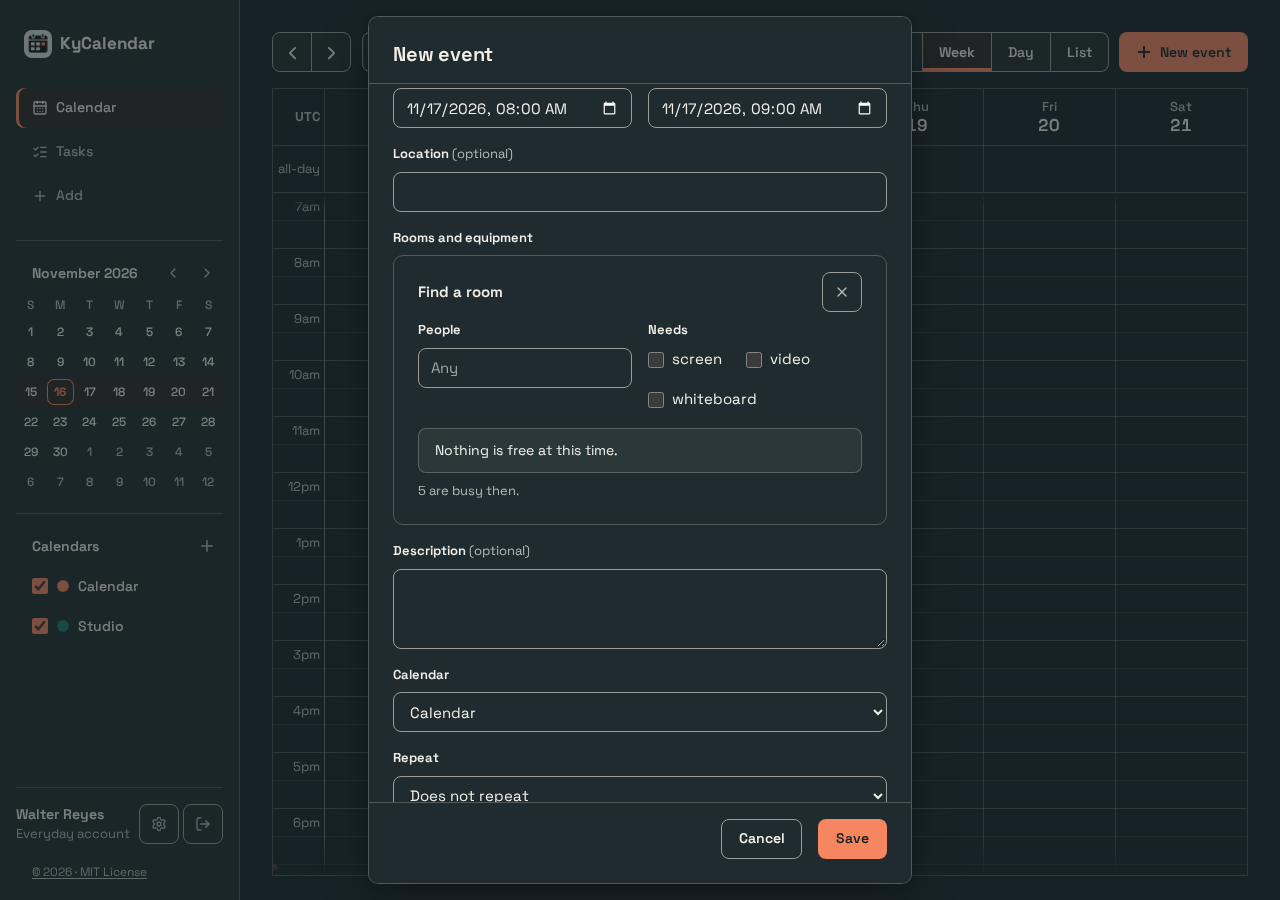 KyCalendar
Calendar
Tasks
Add
November 2026
S M T W T F S
1 2 3 4 5 6 7
8 9 10 11 12 13 14
15 16 17 18 19 20 21
22 23 24 25 26 27 28
29 30 1 2 3 4 5
6 7 8 9 10 11 12
Calendars
Calendar
Studio
Walter Reyes
Everyday account
© 2026 · MIT License
Week Day List New event
UTC
Fri
20
Sat
21
all-day
7am
8am
9am
10am
11am
12pm
1pm
2pm
3pm
4pm
5pm
6pm
New event
11/17/2026, 08:00 AM 11/17/2026, 09:00 AM
Location (optional)
Rooms and equipment
Find a room
People Needs
Any screen video
whiteboard
Nothing is free at this time.
5 are busy then.
Description (optional)
Calendar
Calendar
Repeat
Does not repeat
Cancel Save